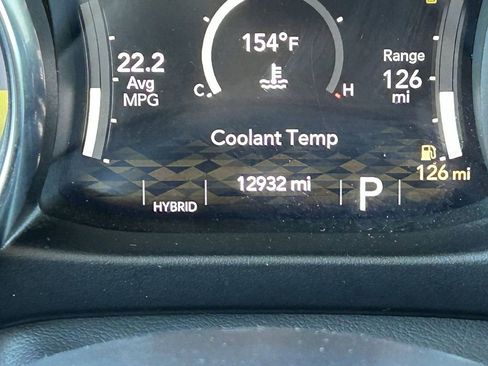 154°F
22.2
Avg
MPG
C
H
Range
126
mi
Coolant Temp
126 mi
HYBRID
12932 mi
P